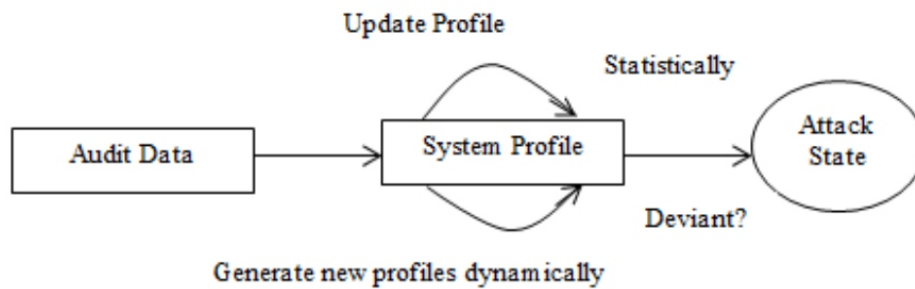 Update Profile
Statistically
Audit Data
System Profile
Attack
State
Deviant?
Generate new profiles dynamically